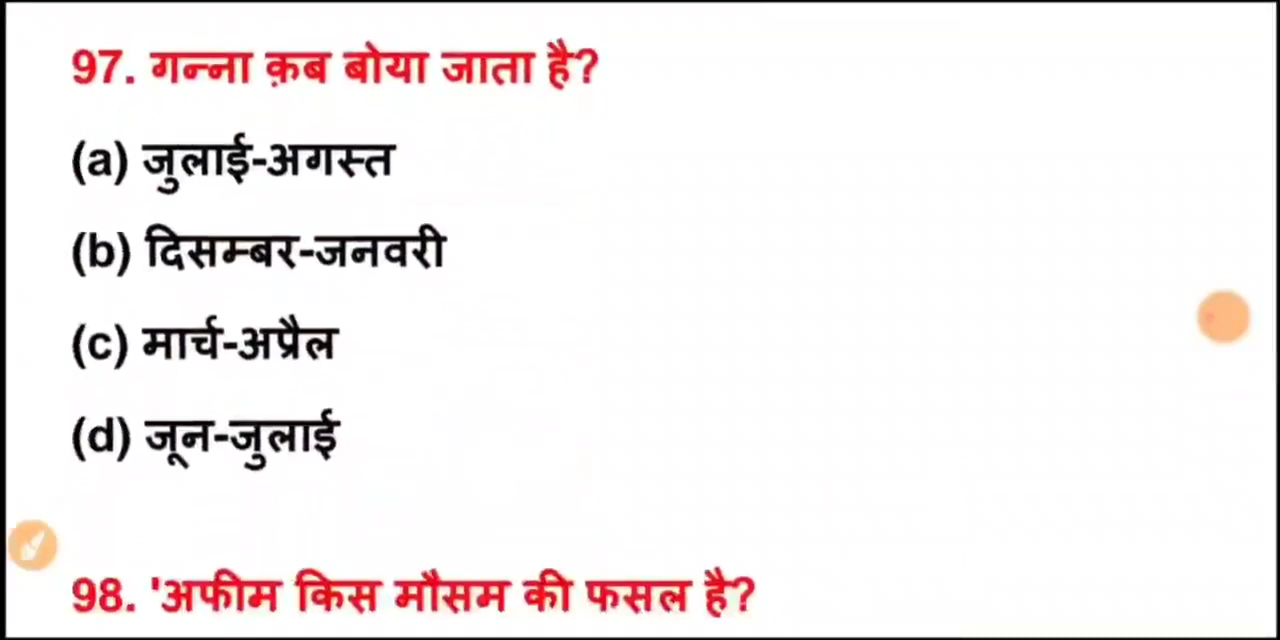 97. गन्ना क़ब बोया जाता है?
(a) जुलाई-अगस्त
(b) दिसम्बर-जनवरी
(c) मार्च-अप्रैल
(d) जून-जुलाई
98. 'अफीम किस मौसम की फसल है?